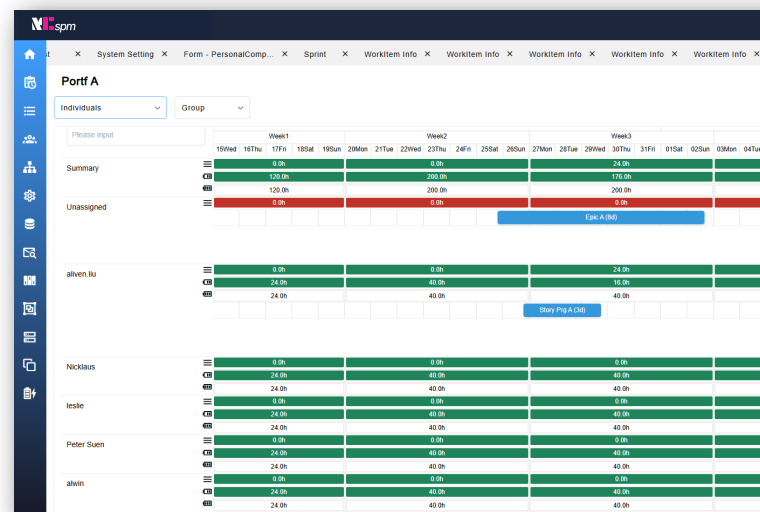 NEspm
st × System Setting × Form - PersonalComp... × Sprint × WorkItem Info × WorkItem Info × WorkItem Info × WorkItem Info × WorkItem Info ×
Portf A
Individuals Group
Please input
Week1 Week2 Week3
15Wed 16Thu 17Fri 18Sat 19Sun 20Mon 21Tue 22Wed 23Thu 24Fri 25Sat 26Sun 27Mon 28Tue 29Wed 30Thu 31Fri 01Sat 02Sun 03Mon 04Tue
Summary
0.0h 0.0h 24.0h
120.0h 200.0h 176.0h
120.0h 200.0h 200.0h
Unassigned
0.0h 0.0h 0.0h
Epic A (8d)
aliven.liu
0.0h 0.0h 24.0h
24.0h 40.0h 16.0h
24.0h 40.0h 40.0h
Story Prg A (3d)
Nicklaus
0.0h 0.0h 0.0h
24.0h 40.0h 40.0h
24.0h 40.0h 40.0h
leslie
0.0h 0.0h 0.0h
24.0h 40.0h 40.0h
24.0h 40.0h 40.0h
Peter Suen
0.0h 0.0h 0.0h
24.0h 40.0h 40.0h
24.0h 40.0h 40.0h
alwin
0.0h 0.0h 0.0h
24.0h 40.0h 40.0h
24.0h 40.0h 40.0h